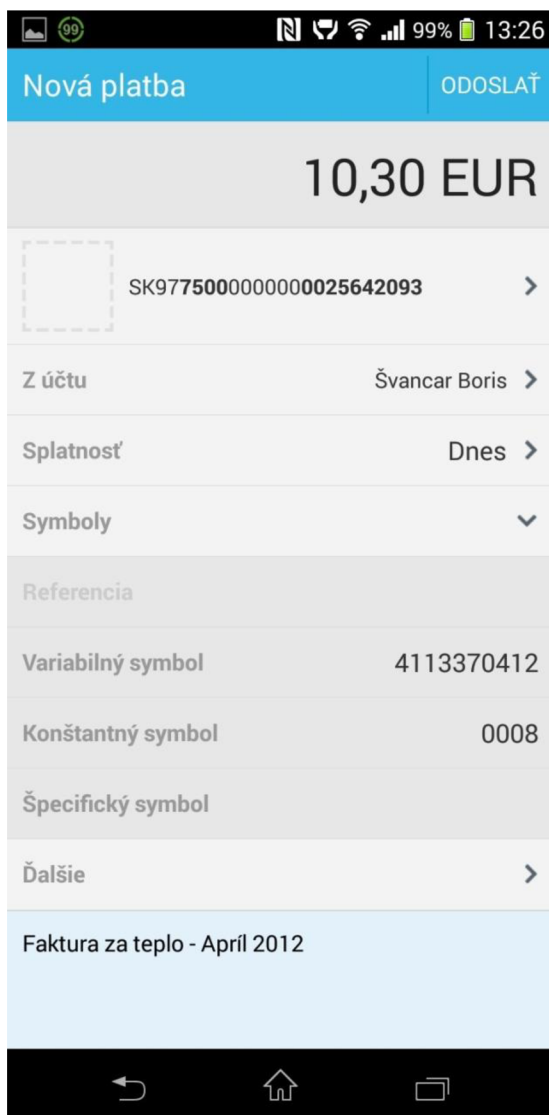 99 99% 13:26
Nová platba ODOSLAŤ
10,30 EUR
SK9775000000000025642093
Z účtu Švancar Boris
Splatnosť Dnes
Symboly
Referencia
Variabilný symbol 4113370412
Konštantný symbol 0008
Špecifický symbol
Ďalšie
Faktura za teplo - Apríl 2012